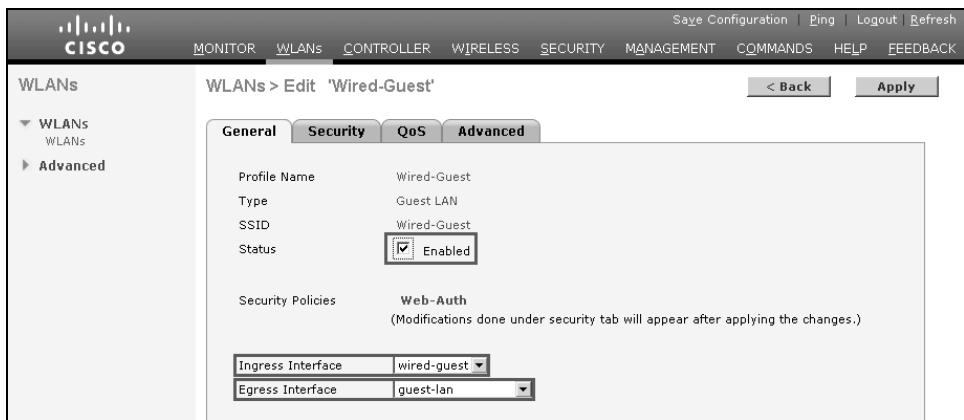 Save Configuration | Ping | Logout | Refresh
CISCO
MONITOR WLANs CONTROLLER WIRELESS SECURITY MANAGEMENT COMMANDS HELP FEEDBACK
WLANs
WLANs > Edit 'Wired-Guest'
< Back
Apply
WLANs
WLANs
Advanced
General Security QoS Advanced
Profile Name Wired-Guest
Type Guest LAN
SSID Wired-Guest
Status Enabled
Security Policies Web-Auth
(Modifications done under security tab will appear after applying the changes.)
Ingress Interface wired-guest
Egress Interface guest-lan